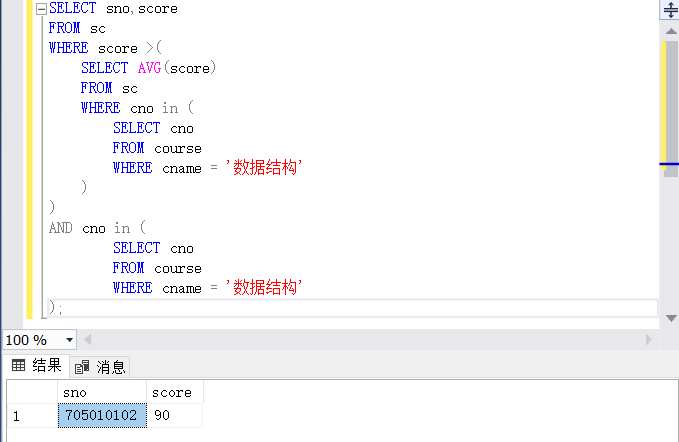 SELECT sno,score
FROM sc
WHERE score >(
SELECT AVG(score)
FROM sc
WHERE cno in (
SELECT cno
FROM course
WHERE cname = '数据结构'
)
)
AND cno in (
SELECT cno
FROM course
WHERE cname = '数据结构'
);
100 %
结果 消息
sno score
1 705010102 90